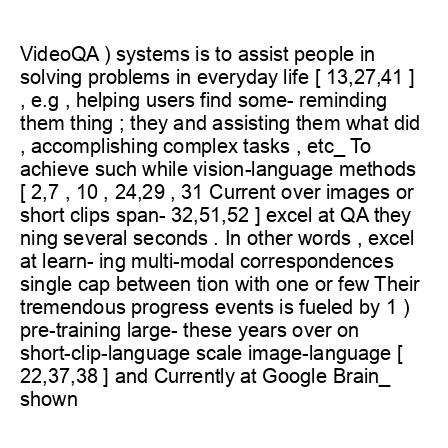 VideoQA ) systems is to assist people in
solving problems in everyday life [ 13,27,41 ]
, e.g , helping users find some- reminding
them thing ; they and assisting them what did
, accomplishing complex tasks , etc_ To
achieve such while vision-language methods
[ 2,7 , 10 , 24,29 , 31 Current over images or
short clips span- 32,51,52 ] excel at QA they
ning several seconds . In other words , excel
at learn- ing multi-modal correspondences
single cap between tion with one or few Their
tremendous progress events is fueled by 1 )
pre-training large- these years over on
short-clip-language scale image-language [
22,37,38 ] and Currently at Google Brain_
shown